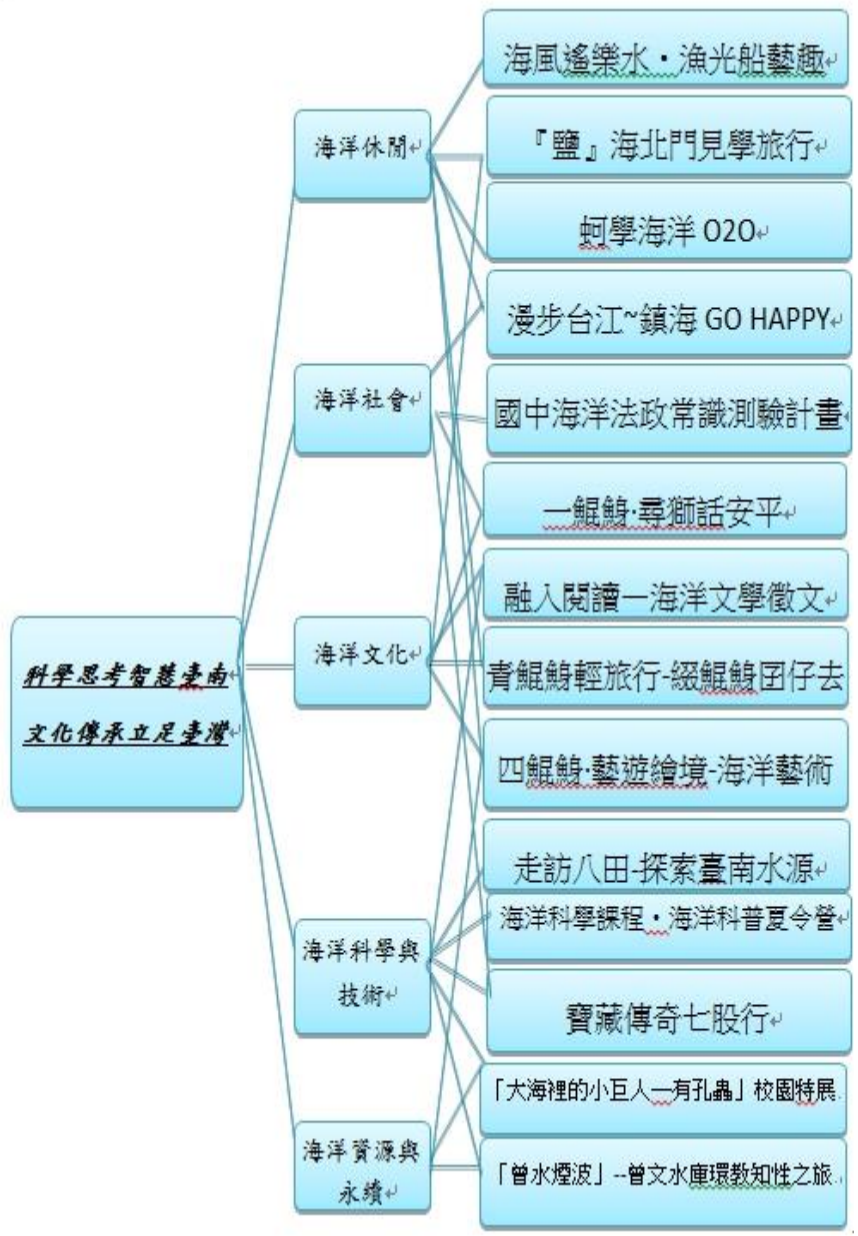 科學思考智慧臺南
文化傳承立足臺灣
海洋休閒
海洋社會
海洋文化
海洋科學與
技術
海洋資源與
永續
海風遙樂水・漁光船藝趣
『鹽』海北門見學旅行
蚵學海洋 O2O
漫步台江~鎮海 GO HAPPY
國中海洋法政常識測驗計畫
一鯤鯓·尋獅話安平
融入閱讀—海洋文學徵文
青鯤鯓輕旅行-綴鯤鯓囝仔去
四鯤鯓·藝遊繪境-海洋藝術
走訪八田-探索臺南水源
海洋科學課程・海洋科普夏令營
寶藏傳奇七股行
「大海裡的小巨人—有孔蟲」校園特展
「曾水煙波」--曾文水庫環教知性之旅